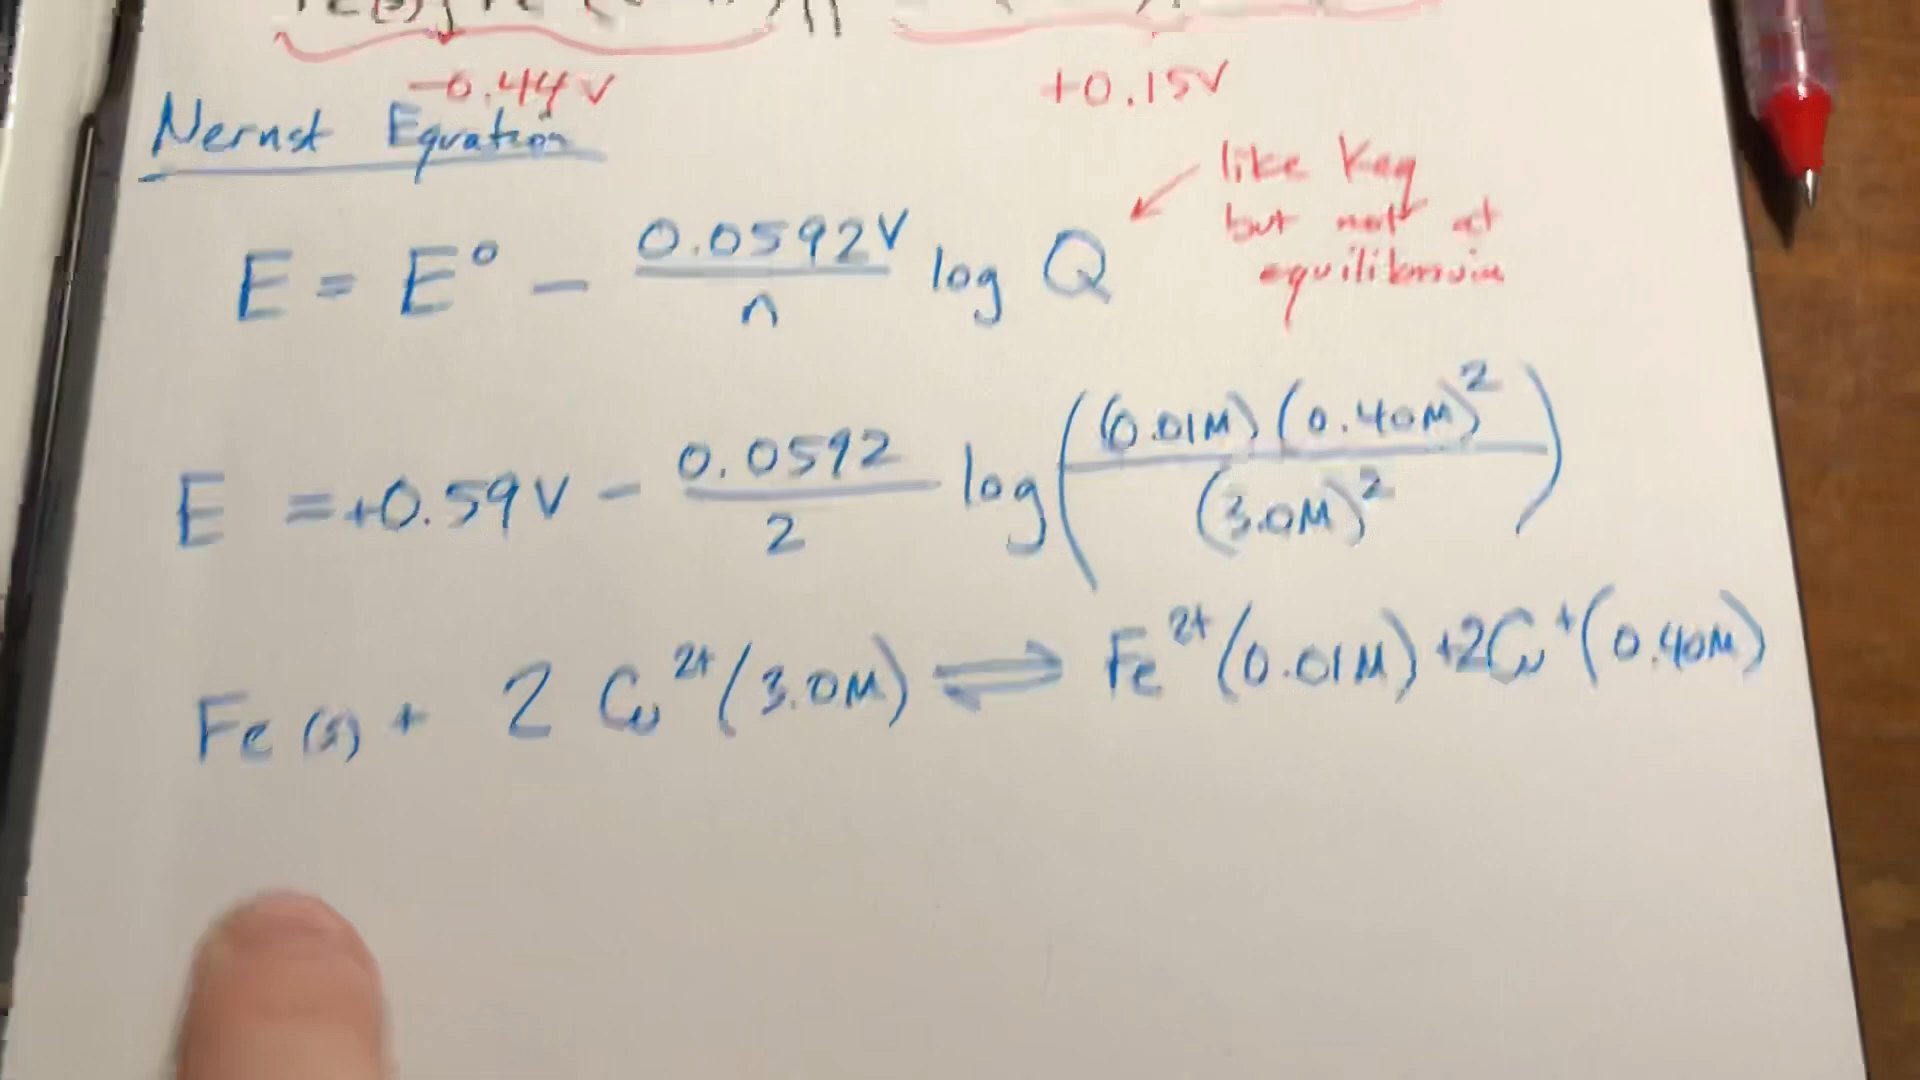 -0.44 V +0.15V
Nernst Equation
like Keq
but not at
equilibrium
E = E° - 0.0592V / n log Q
E = +0.59V - 0.0592 / 2 log ( (0.01M) (0.40M)² / (3.0M)² )
Fe (s) + 2 Cu²⁺ (3.0M) ⇌ Fe²⁺ (0.01M) + 2Cu⁺ (0.40M)